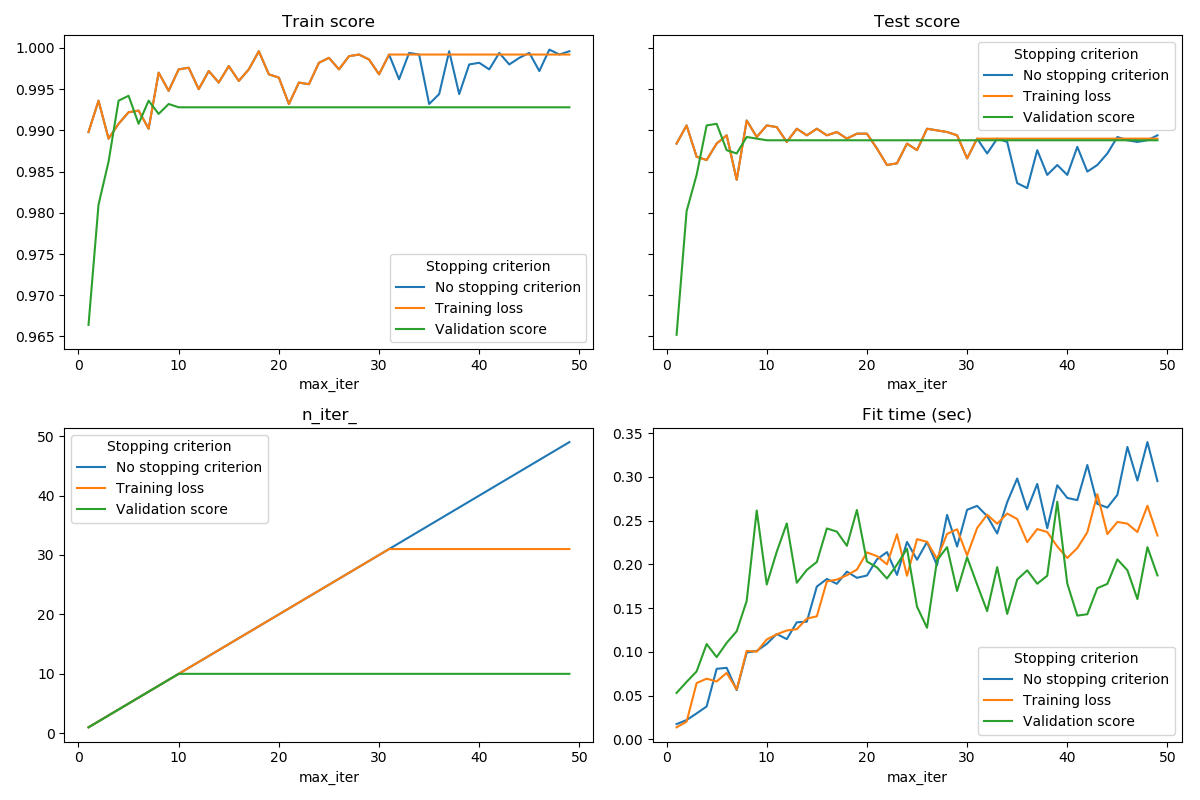 Train score
1.000
0.995
0.990
0.985
0.980
0.975
0.970
0.965
0 10 20 30 40 50
max_iter
Stopping criterion
No stopping criterion
Training loss
Validation score
Test score
0 10 20 30 40 50
max_iter
Stopping criterion
No stopping criterion
Training loss
Validation score
n_iter_
50
40
30
20
10
0
0 10 20 30 40 50
max_iter
Stopping criterion
No stopping criterion
Training loss
Validation score
Fit time (sec)
0.35
0.30
0.25
0.20
0.15
0.10
0.05
0.00
0 10 20 30 40 50
max_iter
Stopping criterion
No stopping criterion
Training loss
Validation score